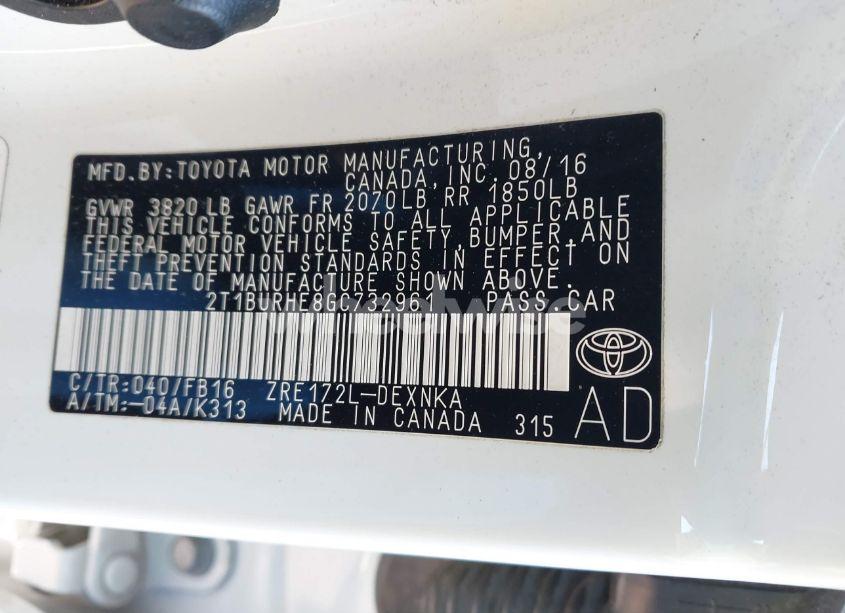 MFD. BY: TOYOTA MOTOR MANUFACTURING,
CANADA, INC. 08/16
GVWR 3820 LB GAWR FR 2070LB RR 1850LB
THIS VEHICLE CONFORMS TO ALL APPLICABLE
FEDERAL MOTOR VEHICLE SAFETY, BUMPER, AND
THEFT PREVENTION STANDARDS IN EFFECT ON
THE DATE OF MANUFACTURE SHOWN ABOVE.
PASS. CAR
wheelwise
C/TR: 040/FB16 ZRE172L-DEXNKA
A/TM: -04A/K313 MADE IN CANADA 315 AD